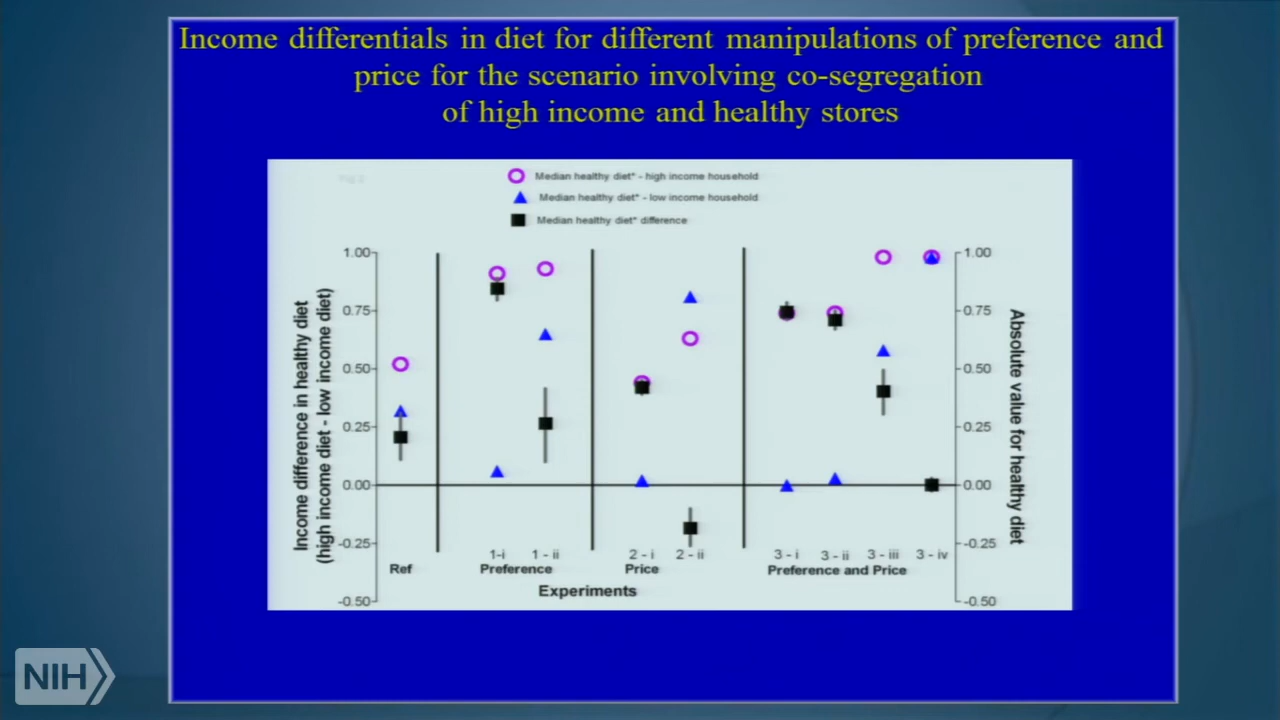 Income differentials in diet for different manipulations of preference and
price for the scenario involving co-segregation
of high income and healthy stores
Fig 2
Median healthy diet* - high income household
Median healthy diet* - low income household
Median healthy diet* difference
Income difference in healthy diet
(high income diet - low income diet)
1.00
0.75
0.50
0.25
0.00
-0.25
-0.50
1.00
0.75
0.50
0.25
0.00
-0.25
-0.50
Absolute value for healthy diet
1-i 1 - ii 2 - i 2 - ii 3 - i 3 - ii 3 - iii 3 - iv
Ref Preference Price Preference and Price
Experiments
NIH